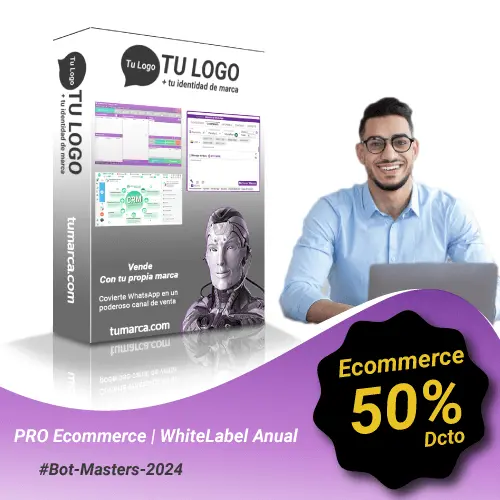 Tu Logo
TU LOGO
+ tu identidad de marca
tumarca.com
Tu Logo
TU LOGO
+ tu identidad de marca
CRM
Vende
Con tu propia marca
Covierte WhatsApp en un
poderoso canal de venta
tumarca.com
Ecommerce
50%
Dcto
PRO Ecommerce | WhiteLabel Anual
#Bot-Masters-2024